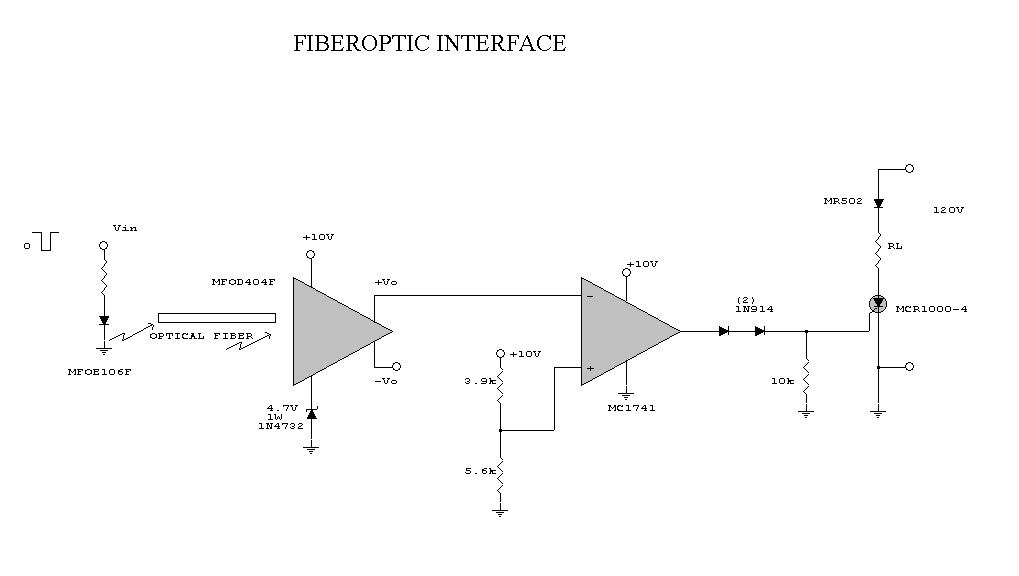 FIBEROPTIC INTERFACE
Vin
MFOE106F
OPTICAL FIBER
MFOD404F
+10V
+Vo
-Vo
4.7V
1W
1N4732
+10V
3.9k
5.6k
+10V
-
+
MC1741
(2)
1N914
10k
MR502
120V
RL
MCR1000-4